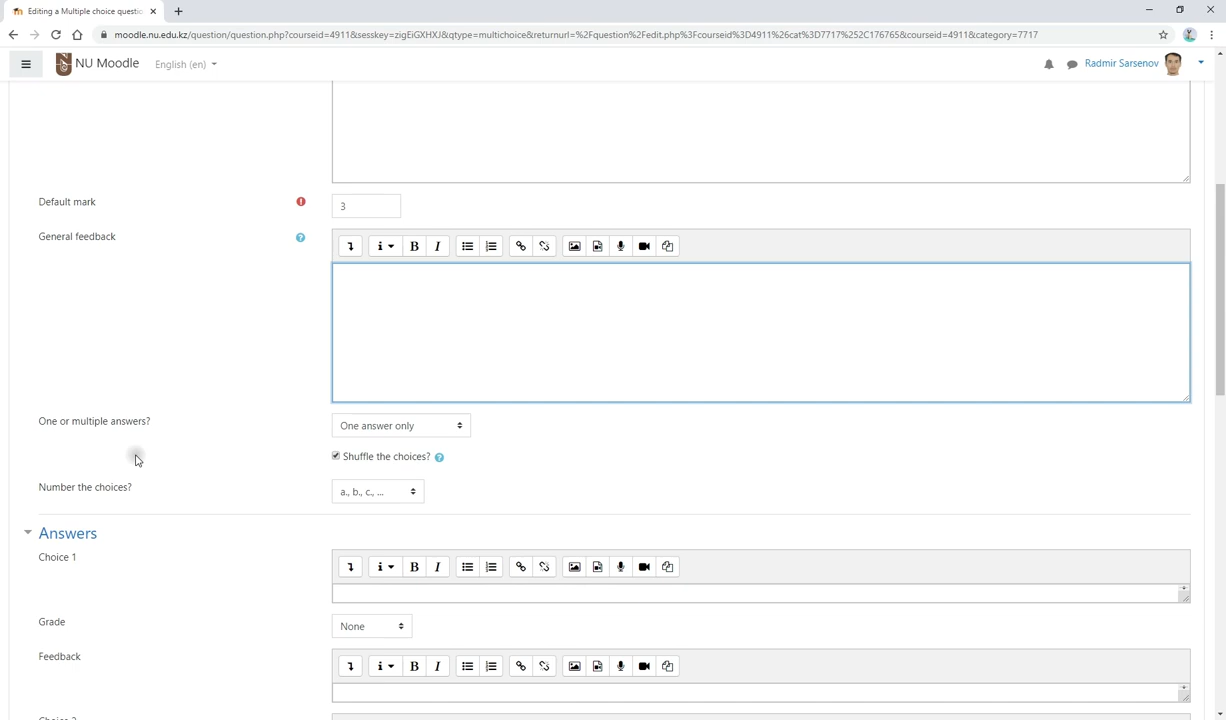 Editing a Multiple choice questio
moodle.nu.edu.kz/question/question.php?courseid=4911&sesskey=zigEiGXHXJ&qtype=multichoice&returnurl=%2Fquestion%2Fedit.php%3Fcourseid%3D4911%26cat%3D7717%252C176765&courseid=4911&category=7717
NU Moodle English (en) Radmir Sarsenov
Default mark 3
General feedback
i B I
One or multiple answers? One answer only
Shuffle the choices?
Number the choices? a., b., c., ...
Answers
Choice 1
i B I
Grade None
Feedback
i B I